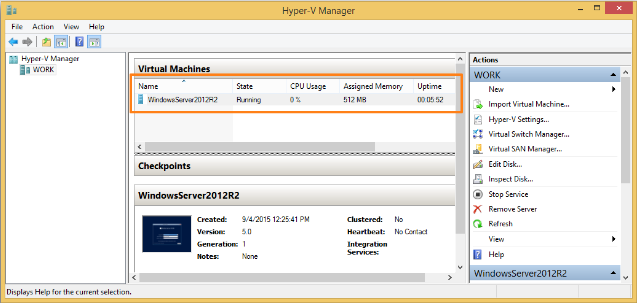 Hyper-V Manager
File Action View Help
Hyper-V Manager
WORK
Virtual Machines
Name State CPU Usage Assigned Memory Uptime
WindowsServer2012R2 Running 0 % 512 MB 00:05:52
Checkpoints
WindowsServer2012R2
Created: 9/4/2015 12:25:41 PM Clustered: No
Version: 5.0 Heartbeat: No Contact
Generation: 1 Integration
Services:
Notes: None
Actions
WORK
New
Import Virtual Machine...
Hyper-V Settings...
Virtual Switch Manager...
Virtual SAN Manager...
Edit Disk...
Inspect Disk...
Stop Service
Remove Server
Refresh
View
Help
WindowsServer2012R2
Displays Help for the current selection.